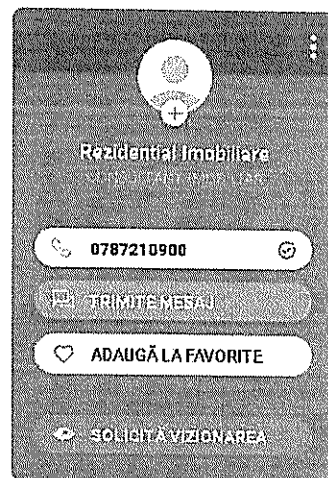 Rezidential Imobiliare
0787210900
TRIMITE MESAJ
ADAUGĂ LA FAVORITE
SOLICITĂ VIZIONAREA